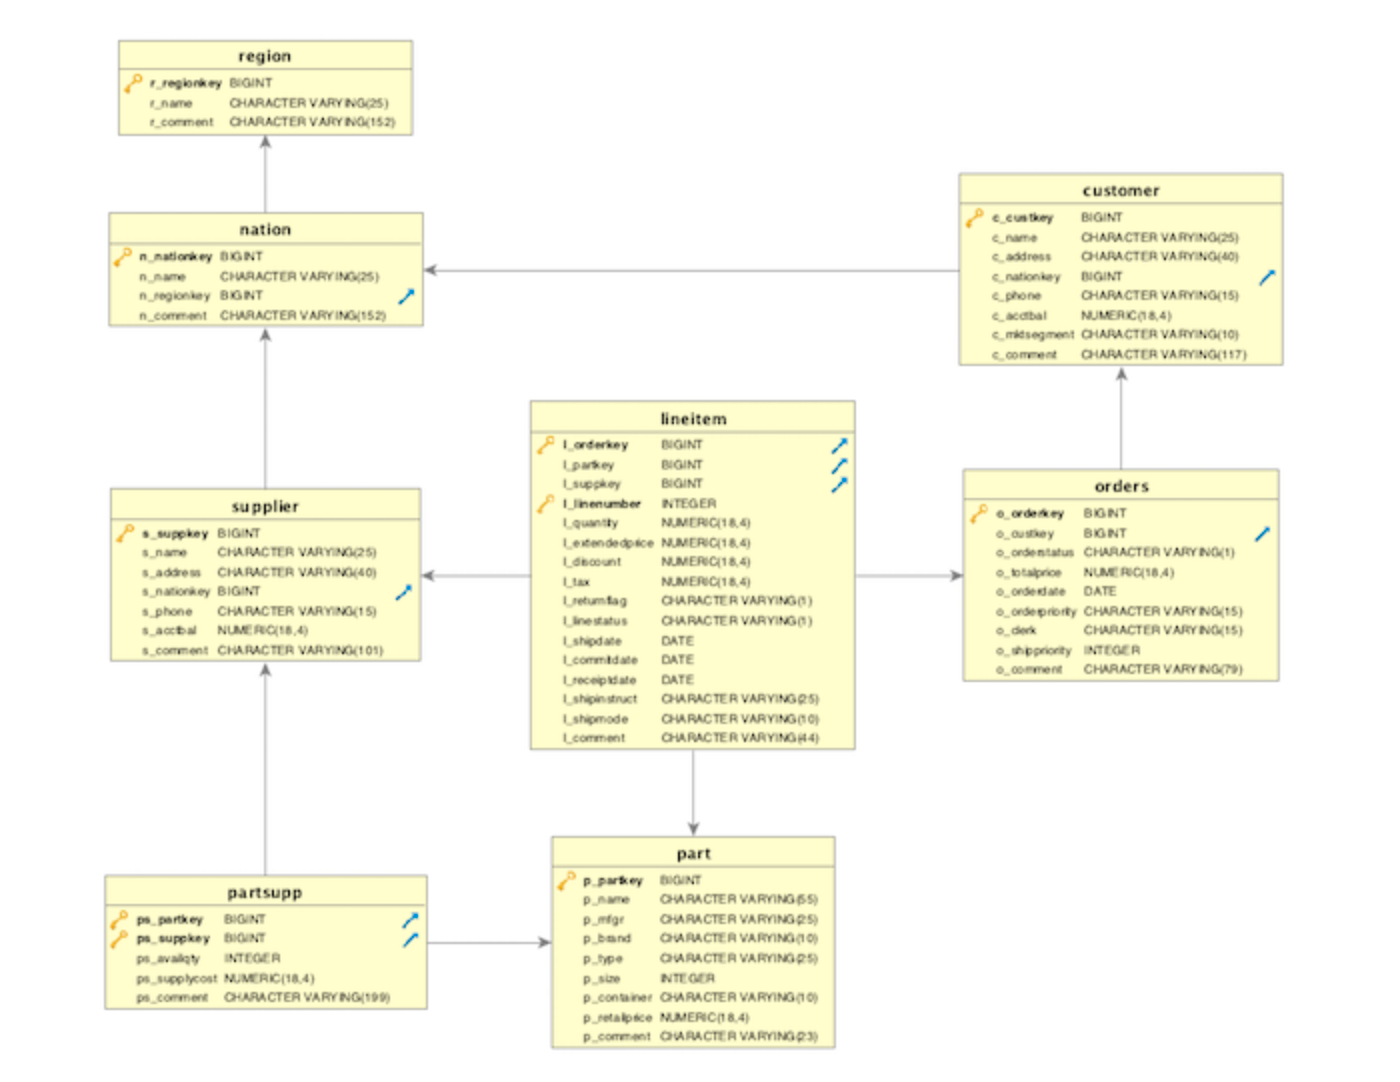 region
r_regionkey BIGINT
r_name CHARACTER VARYING(25)
r_comment CHARACTER VARYING(152)
nation
n_nationkey BIGINT
n_name CHARACTER VARYING(25)
n_regionkey BIGINT
n_comment CHARACTER VARYING(152)
customer
c_custkey BIGINT
c_name CHARACTER VARYING(25)
c_address CHARACTER VARYING(40)
c_nationkey BIGINT
c_phone CHARACTER VARYING(15)
c_acctbal NUMERIC(18,4)
c_mktsegment CHARACTER VARYING(10)
c_comment CHARACTER VARYING(117)
lineitem
l_orderkey BIGINT
l_partkey BIGINT
l_suppkey BIGINT
l_linenumber INTEGER
l_quantity NUMERIC(18,4)
l_extendedprice NUMERIC(18,4)
l_discount NUMERIC(18,4)
l_tax NUMERIC(18,4)
l_returnflag CHARACTER VARYING(1)
l_linestatus CHARACTER VARYING(1)
l_shipdate DATE
l_commitdate DATE
l_receiptdate DATE
l_shipinstruct CHARACTER VARYING(25)
l_shipmode CHARACTER VARYING(10)
l_comment CHARACTER VARYING(44)
orders
o_orderkey BIGINT
o_custkey BIGINT
o_orderstatus CHARACTER VARYING(1)
o_totalprice NUMERIC(18,4)
o_orderdate DATE
o_orderpriority CHARACTER VARYING(15)
o_clerk CHARACTER VARYING(15)
o_shippriority INTEGER
o_comment CHARACTER VARYING(79)
supplier
s_suppkey BIGINT
s_name CHARACTER VARYING(25)
s_address CHARACTER VARYING(40)
s_nationkey BIGINT
s_phone CHARACTER VARYING(15)
s_acctbal NUMERIC(18,4)
s_comment CHARACTER VARYING(101)
partsupp
ps_partkey BIGINT
ps_suppkey BIGINT
ps_availqty INTEGER
ps_supplycost NUMERIC(18,4)
ps_comment CHARACTER VARYING(199)
part
p_partkey BIGINT
p_name CHARACTER VARYING(55)
p_mfgr CHARACTER VARYING(25)
p_brand CHARACTER VARYING(10)
p_type CHARACTER VARYING(25)
p_size INTEGER
p_container CHARACTER VARYING(10)
p_retailprice NUMERIC(18,4)
p_comment CHARACTER VARYING(23)